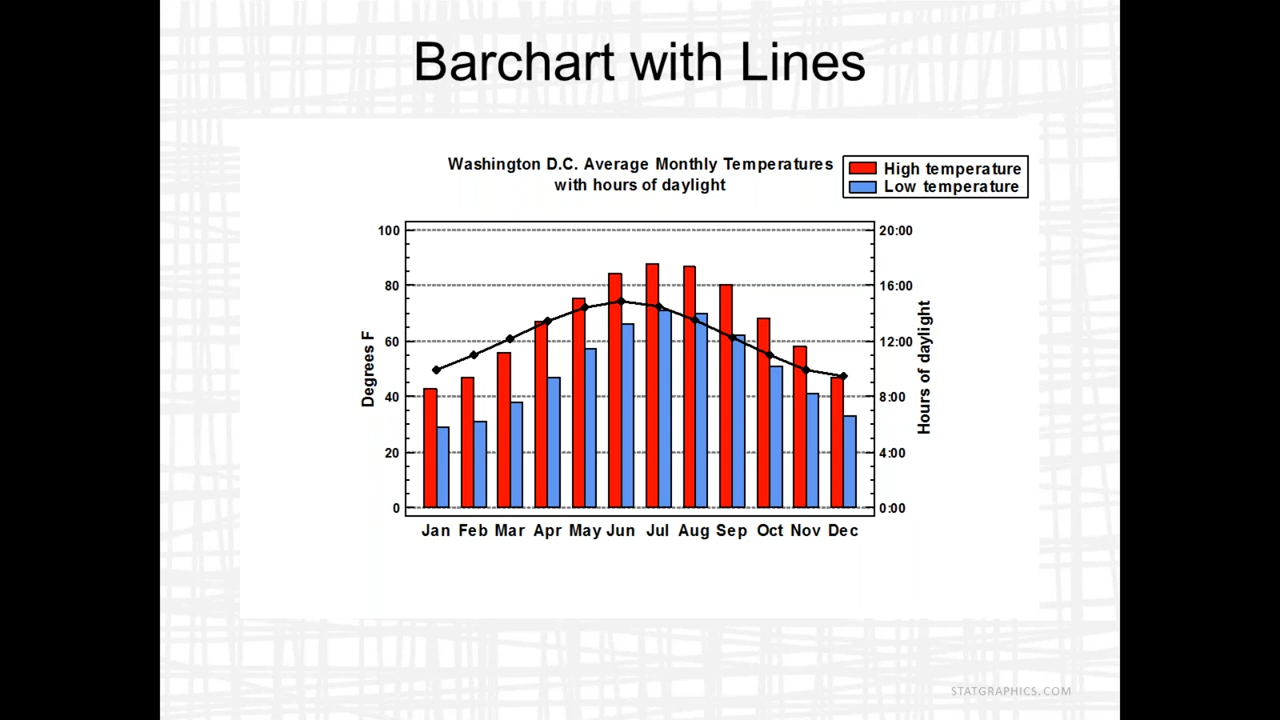 Barchart with Lines
Washington D.C. Average Monthly Temperatures
with hours of daylight
High temperature
Low temperature
Degrees F
100
80
60
40
20
0
20:00
16:00
12:00
8:00
4:00
0:00
Hours of daylight
Jan Feb Mar Apr May Jun Jul Aug Sep Oct Nov Dec
STATGRAPHICS.COM